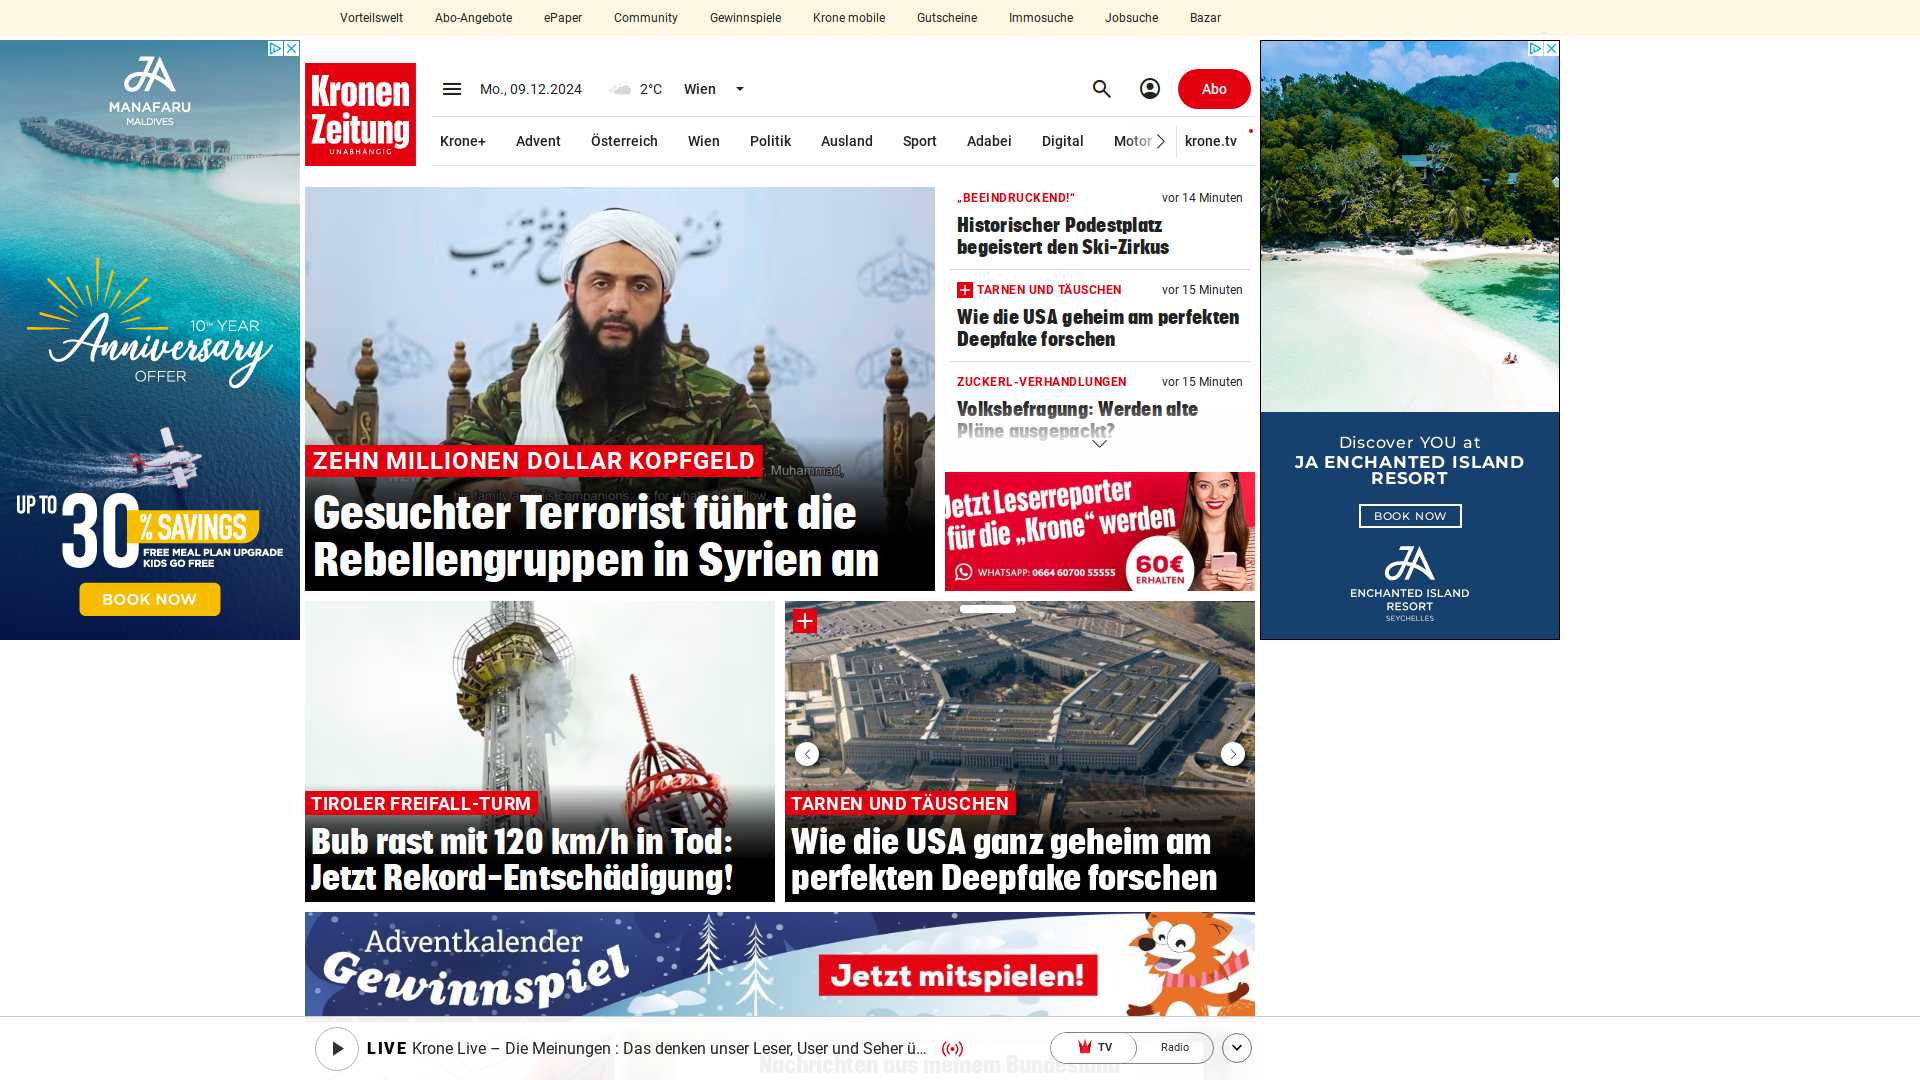 Vorteilswelt
Abo-Angebote
ePaper
Community
Gewinnspiele
Krone mobile
Gutscheine
Immosuche
Jobsuche
Bazar
JA
MANAFARU
MALDIVES
10TH YEAR
Anniversary
OFFER
UP TO
30% SAVINGS
FREE MEAL PLAN UPGRADE
KIDS GO FREE
BOOK NOW
Kronen
Zeitung
UNABHÄNGIG
Mo., 09.12.2024
2°C
Wien
Abo
Krone+
Advent
Österreich
Wien
Politik
Ausland
Sport
Adabei
Digital
Motor
krone.tv
ZEHN MILLIONEN DOLLAR KOPFGELD
Gesuchter Terrorist führt die
Rebellengruppen in Syrien an
„BEEINDRUCKEND!“
vor 14 Minuten
Historischer Podestplatz
begeistert den Ski-Zirkus
TARNEN UND TÄUSCHEN
vor 15 Minuten
Wie die USA geheim am perfekten
Deepfake forschen
ZUCKERL-VERHANDLUNGEN
vor 15 Minuten
Volksbefragung: Werden alte
Pläne ausgepackt?
Jetzt Leserreporter
für die „Krone“ werden
WHATSAPP: 0664 60700 55555
60€
ERHALTEN
TIROLER FREIFALL-TURM
Bub rast mit 120 km/h in Tod:
Jetzt Rekord-Entschädigung!
TARNEN UND TÄUSCHEN
Wie die USA ganz geheim am
perfekten Deepfake forschen
Adventkalender
Gewinnspiel
Jetzt mitspielen!
Discover YOU at
JA ENCHANTED ISLAND
RESORT
BOOK NOW
JA
ENCHANTED ISLAND
RESORT
SEYCHELLES
LIVE Krone Live – Die Meinungen : Das denken unser Leser, User und Seher ü...
TV
Radio
Nachrichten aus meinem Bundesland